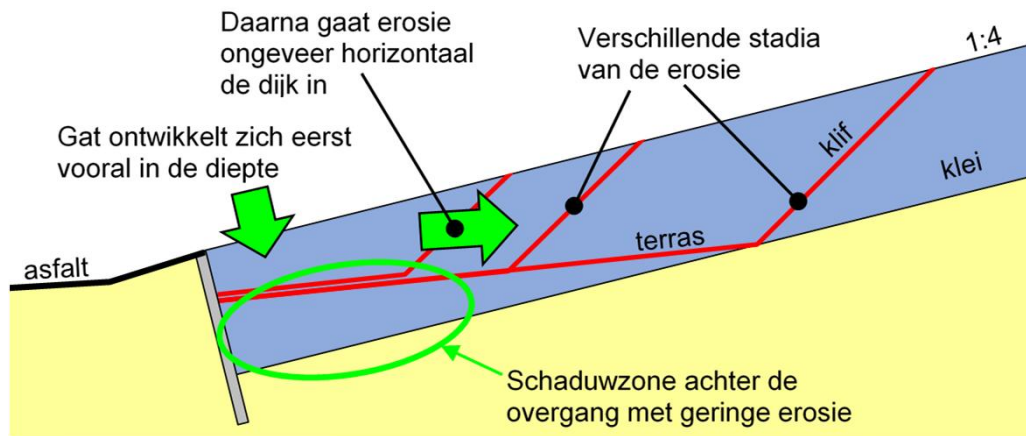 Daarna gaat erosie
ongeveer horizontaal
de dijk in
Verschillende stadia
van de erosie
1:4
Gat ontwikkelt zich eerst
vooral in de diepte
klif
klei
terras
asfalt
Schaduwzone achter de
overgang met geringe erosie